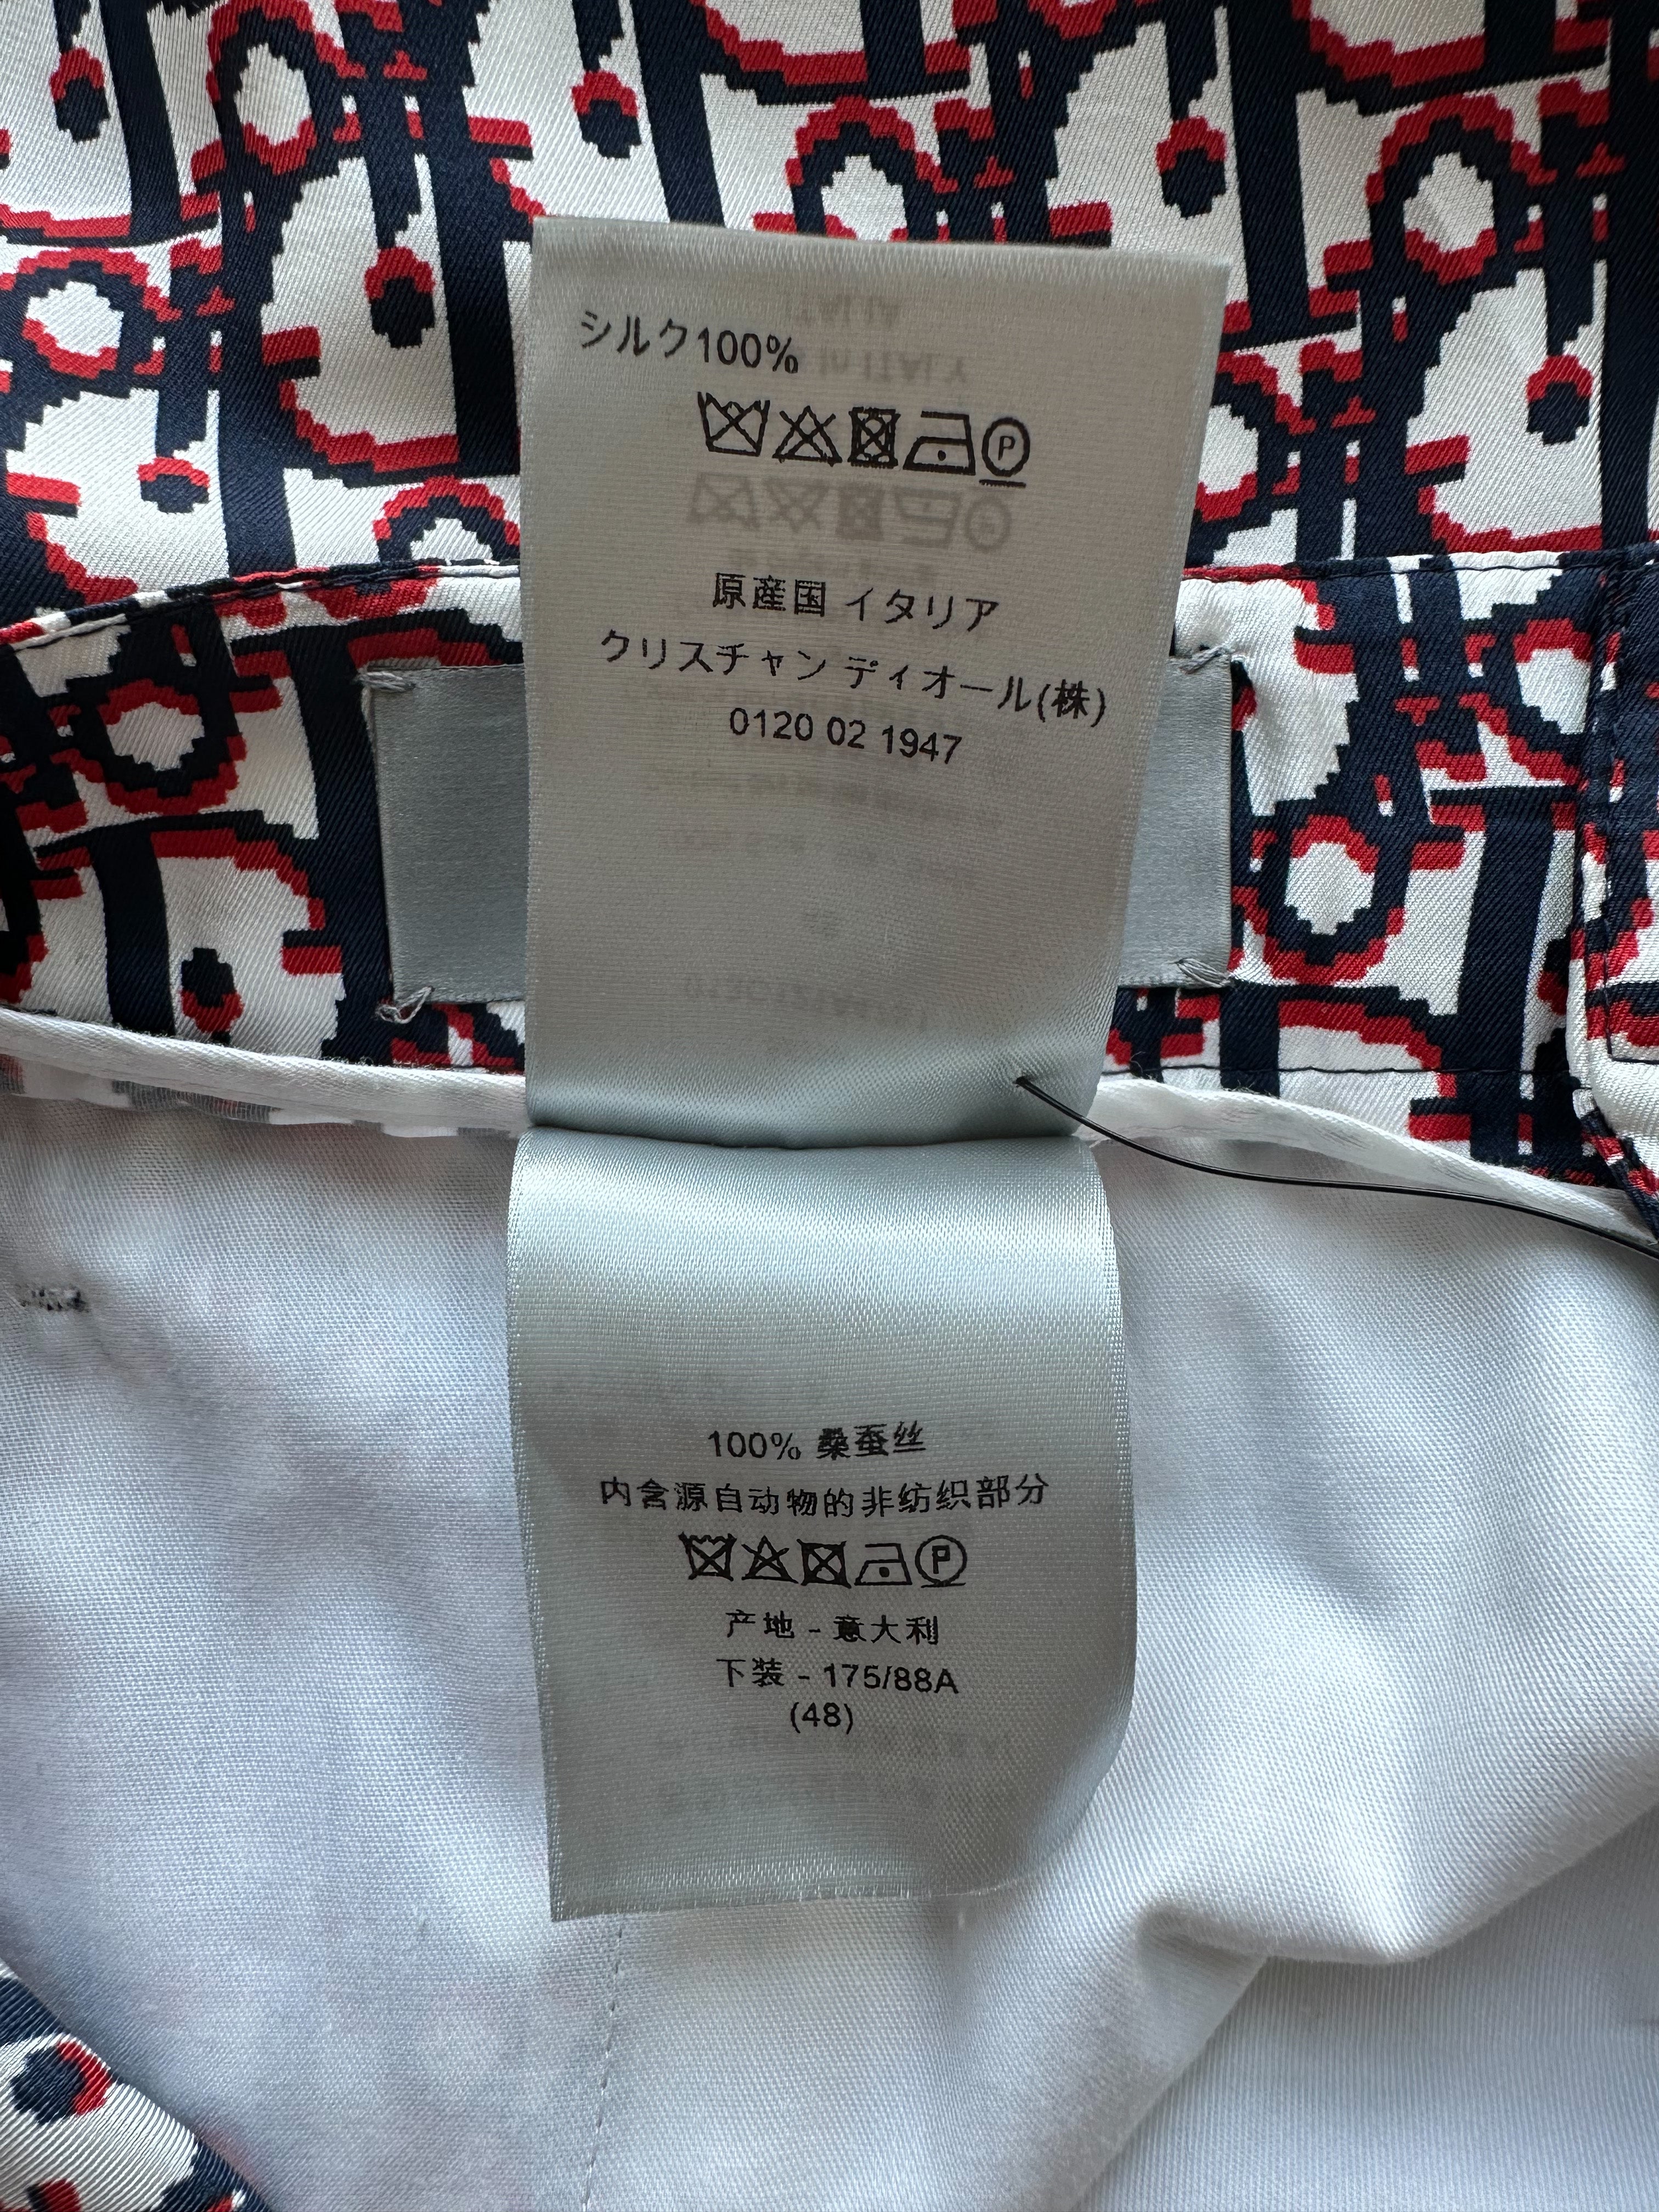 シルク100%
P
原産国 イタリア
クリスチャン ディオール(株)
0120 02 1947
100% 桑蚕丝
内含源自动物的非纺织部分
P
产地 - 意大利
下装 - 175/88A
(48)